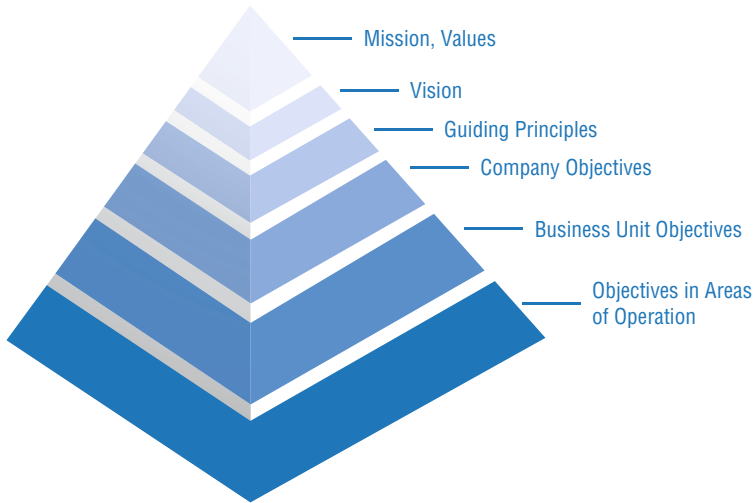 Mission, Values
Vision
Guiding Principles
Company Objectives
Business Unit Objectives
Objectives in Areas
of Operation